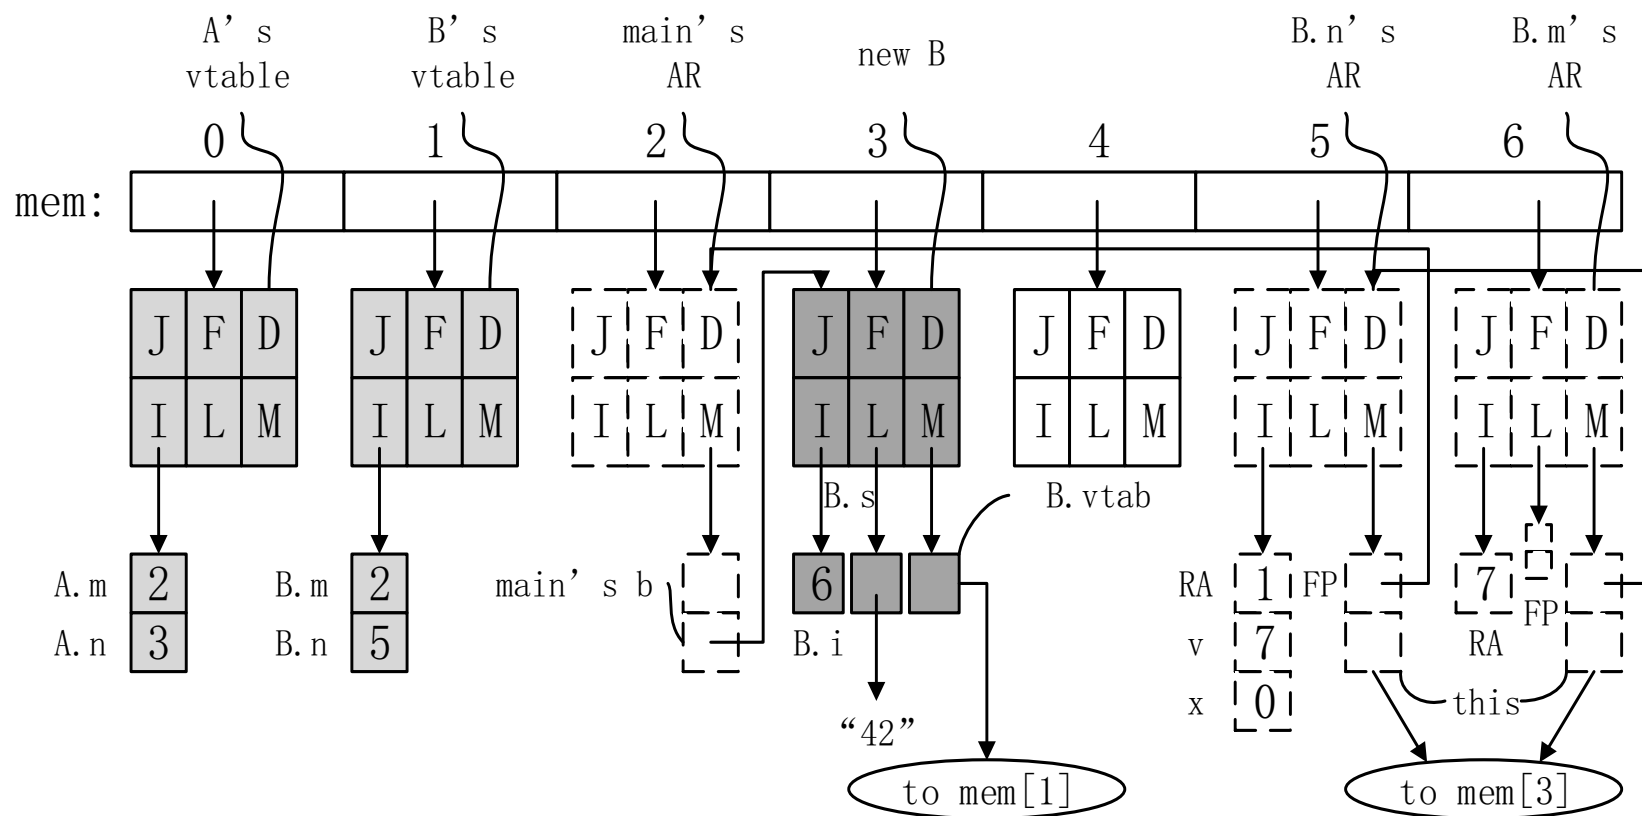 A's B's main's B.n's B.m's
vtable vtable AR new B AR AR
0 1 2 3 4 5 6
mem:
J F D J F D J F D J F D J F D J F D J F D
I L M I L M I L M I L M I L M I L M I L M
B.s B.vtab
A.m 2 B.m 2 main's b 6 RA 1 FP 7
FP
A.n 3 B.n 5 B.i v 7 RA
x 0 this
“42”
to mem[1] to mem[3]